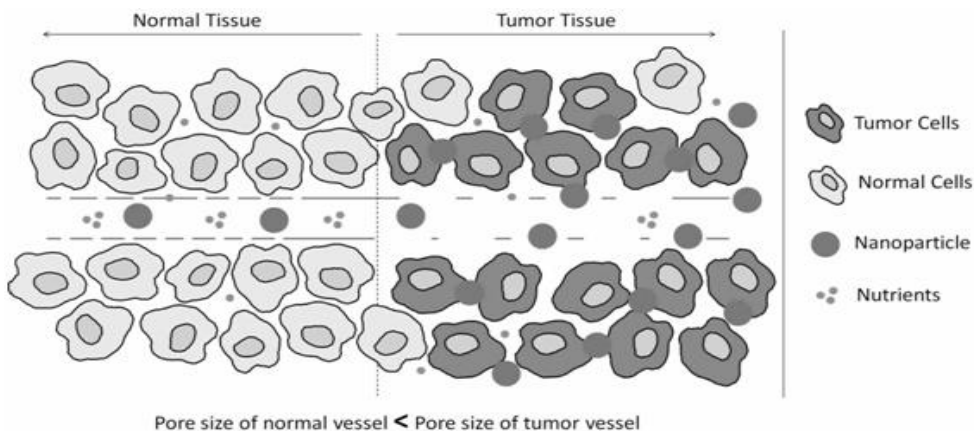 Normal Tissue
Tumor Tissue
Tumor Cells
Normal Cells
Nanoparticle
Nutrients
Pore size of normal vessel < Pore size of tumor vessel